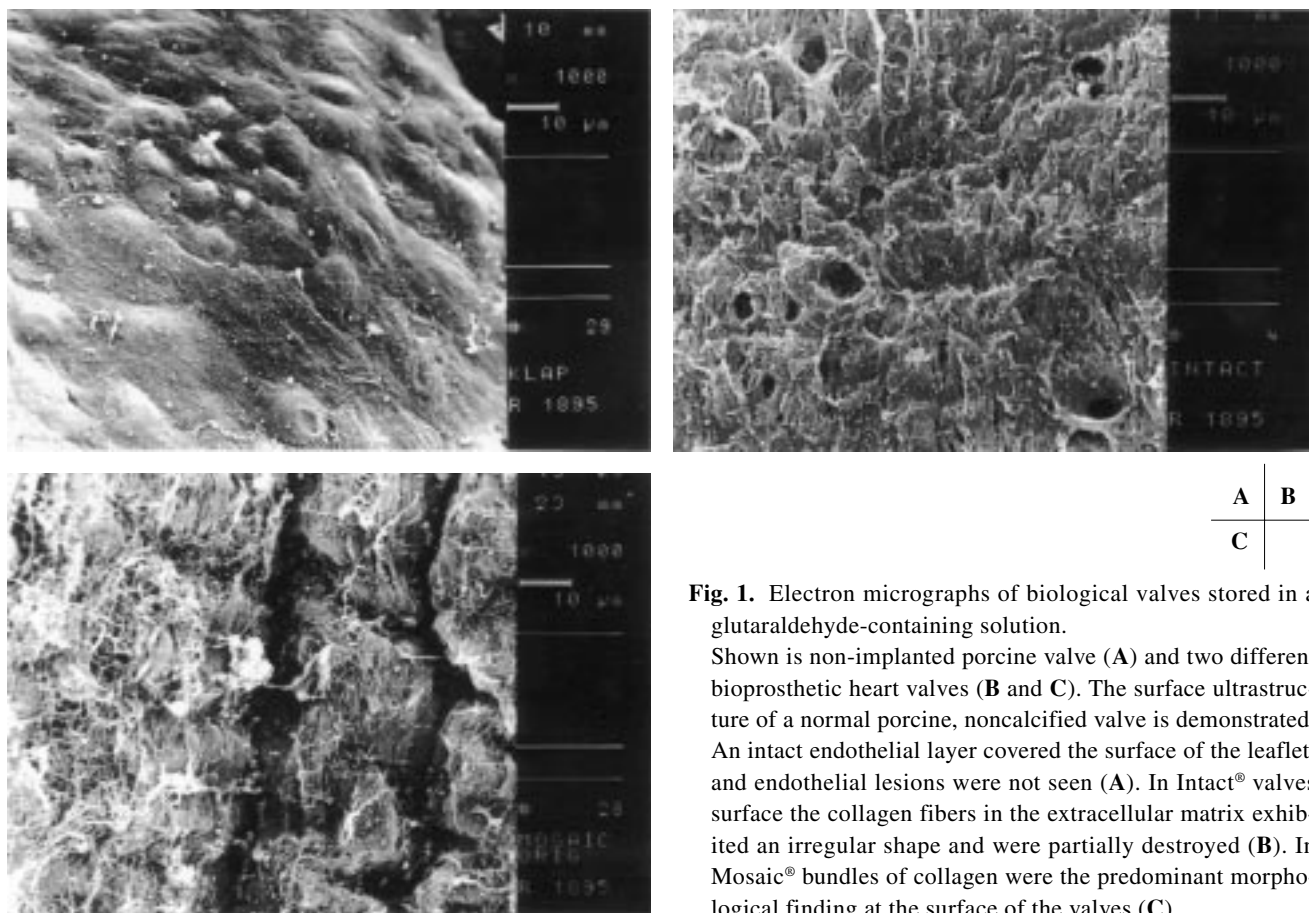 10 mm
1000
10 µm
29
KLAP
R 1895
1000
10 µm
INTACT
R 1895
23 mm
1000
10 µm
28
MOSAIC
ORIG
R 1895
A B
C
Fig. 1. Electron micrographs of biological valves stored in a
glutaraldehyde-containing solution.
Shown is non-implanted porcine valve (A) and two differen
bioprosthetic heart valves (B and C). The surface ultrastruc-
ture of a normal porcine, noncalcified valve is demonstrated
An intact endothelial layer covered the surface of the leaflet
and endothelial lesions were not seen (A). In Intact® valves
surface the collagen fibers in the extracellular matrix exhib-
ited an irregular shape and were partially destroyed (B). In
Mosaic® bundles of collagen were the predominant morpho-
logical finding at the surface of the valves (C)